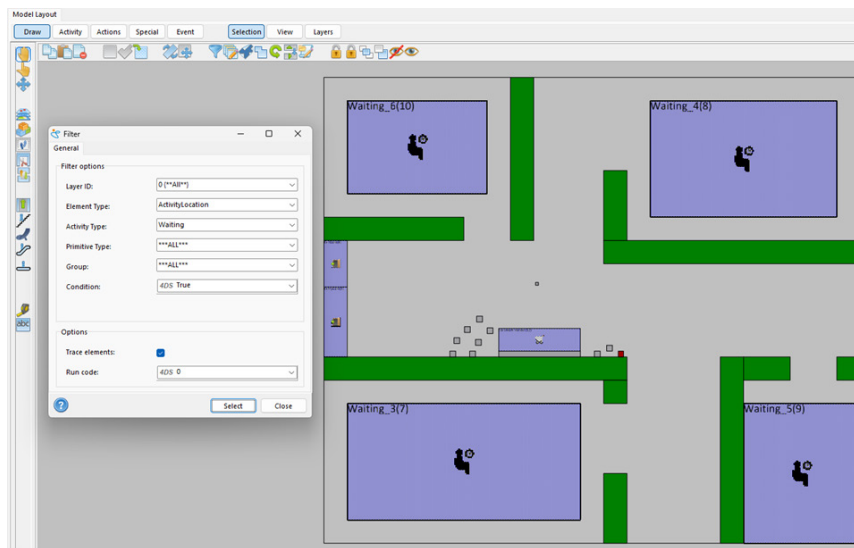 Model Layout
Draw Activity Actions Special Event Selection View Layers
Waiting_6(10)
Waiting_4(8)
Filter
General
Filter options
Layer ID: 0 (**All**)
Element Type: ActivityLocation
Activity Type: Waiting
Primitive Type: ***ALL***
Group: ***ALL***
Condition: 4DS True
Options
Trace elements:
Run code: 4DS 0
? Select Close
abc
Waiting_3(7)
Waiting_5(9)